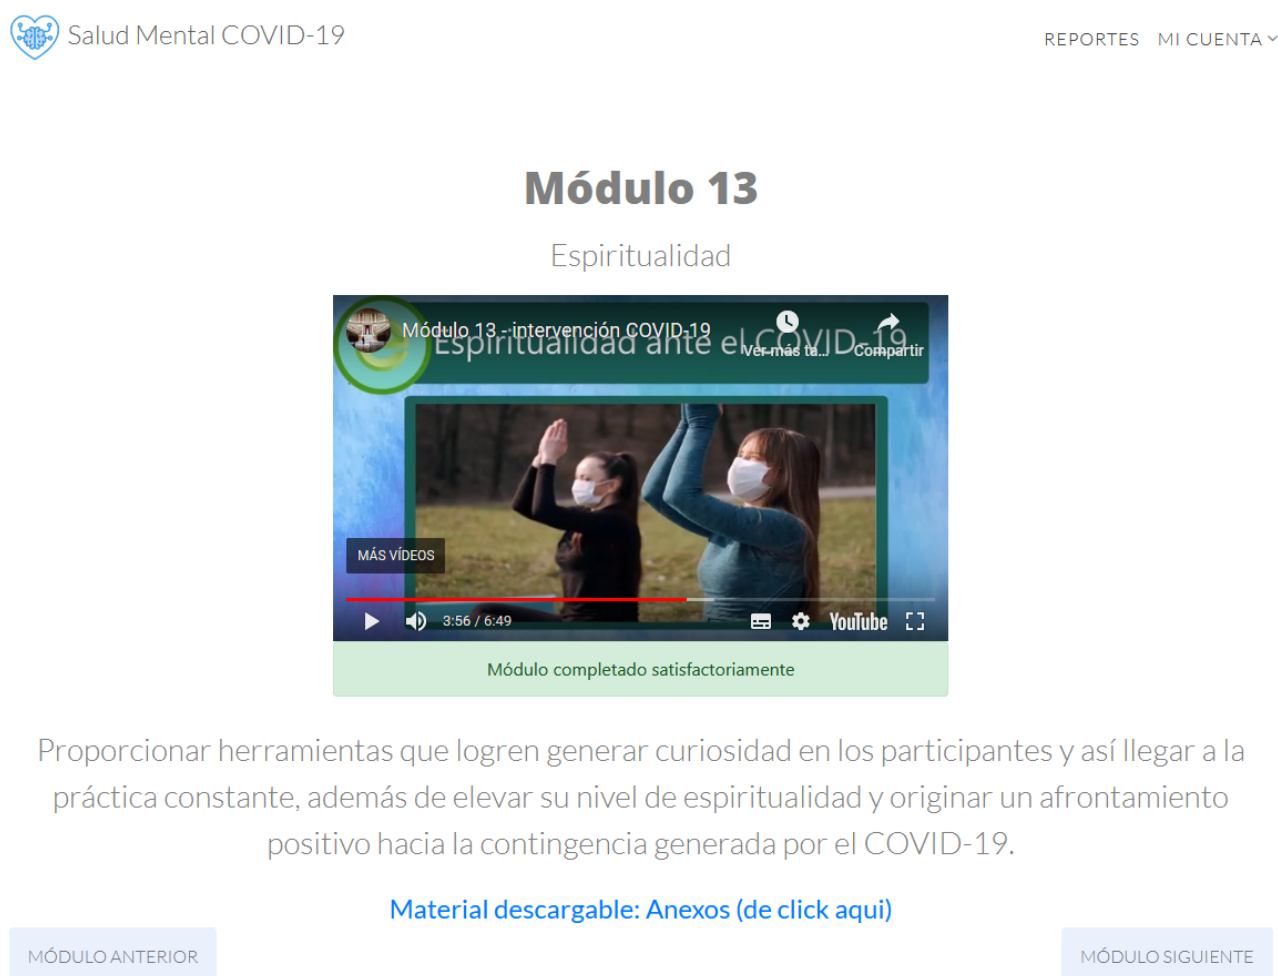 Salud Mental COVID-19
REPORTES MI CUENTA
Módulo 13
Espiritualidad
Módulo 13 - intervención COVID-19
Espiritualidad ante el COVID-19
Ver más ta... Compartir
MÁS VÍDEOS
3:56 / 6:49 YouTube
Módulo completado satisfactoriamente
Proporcionar herramientas que logren generar curiosidad en los participantes y así llegar a la
práctica constante, además de elevar su nivel de espiritualidad y originar un afrontamiento
positivo hacia la contingencia generada por el COVID-19.
Material descargable: Anexos (de click aqui)
MÓDULO ANTERIOR MÓDULO SIGUIENTE